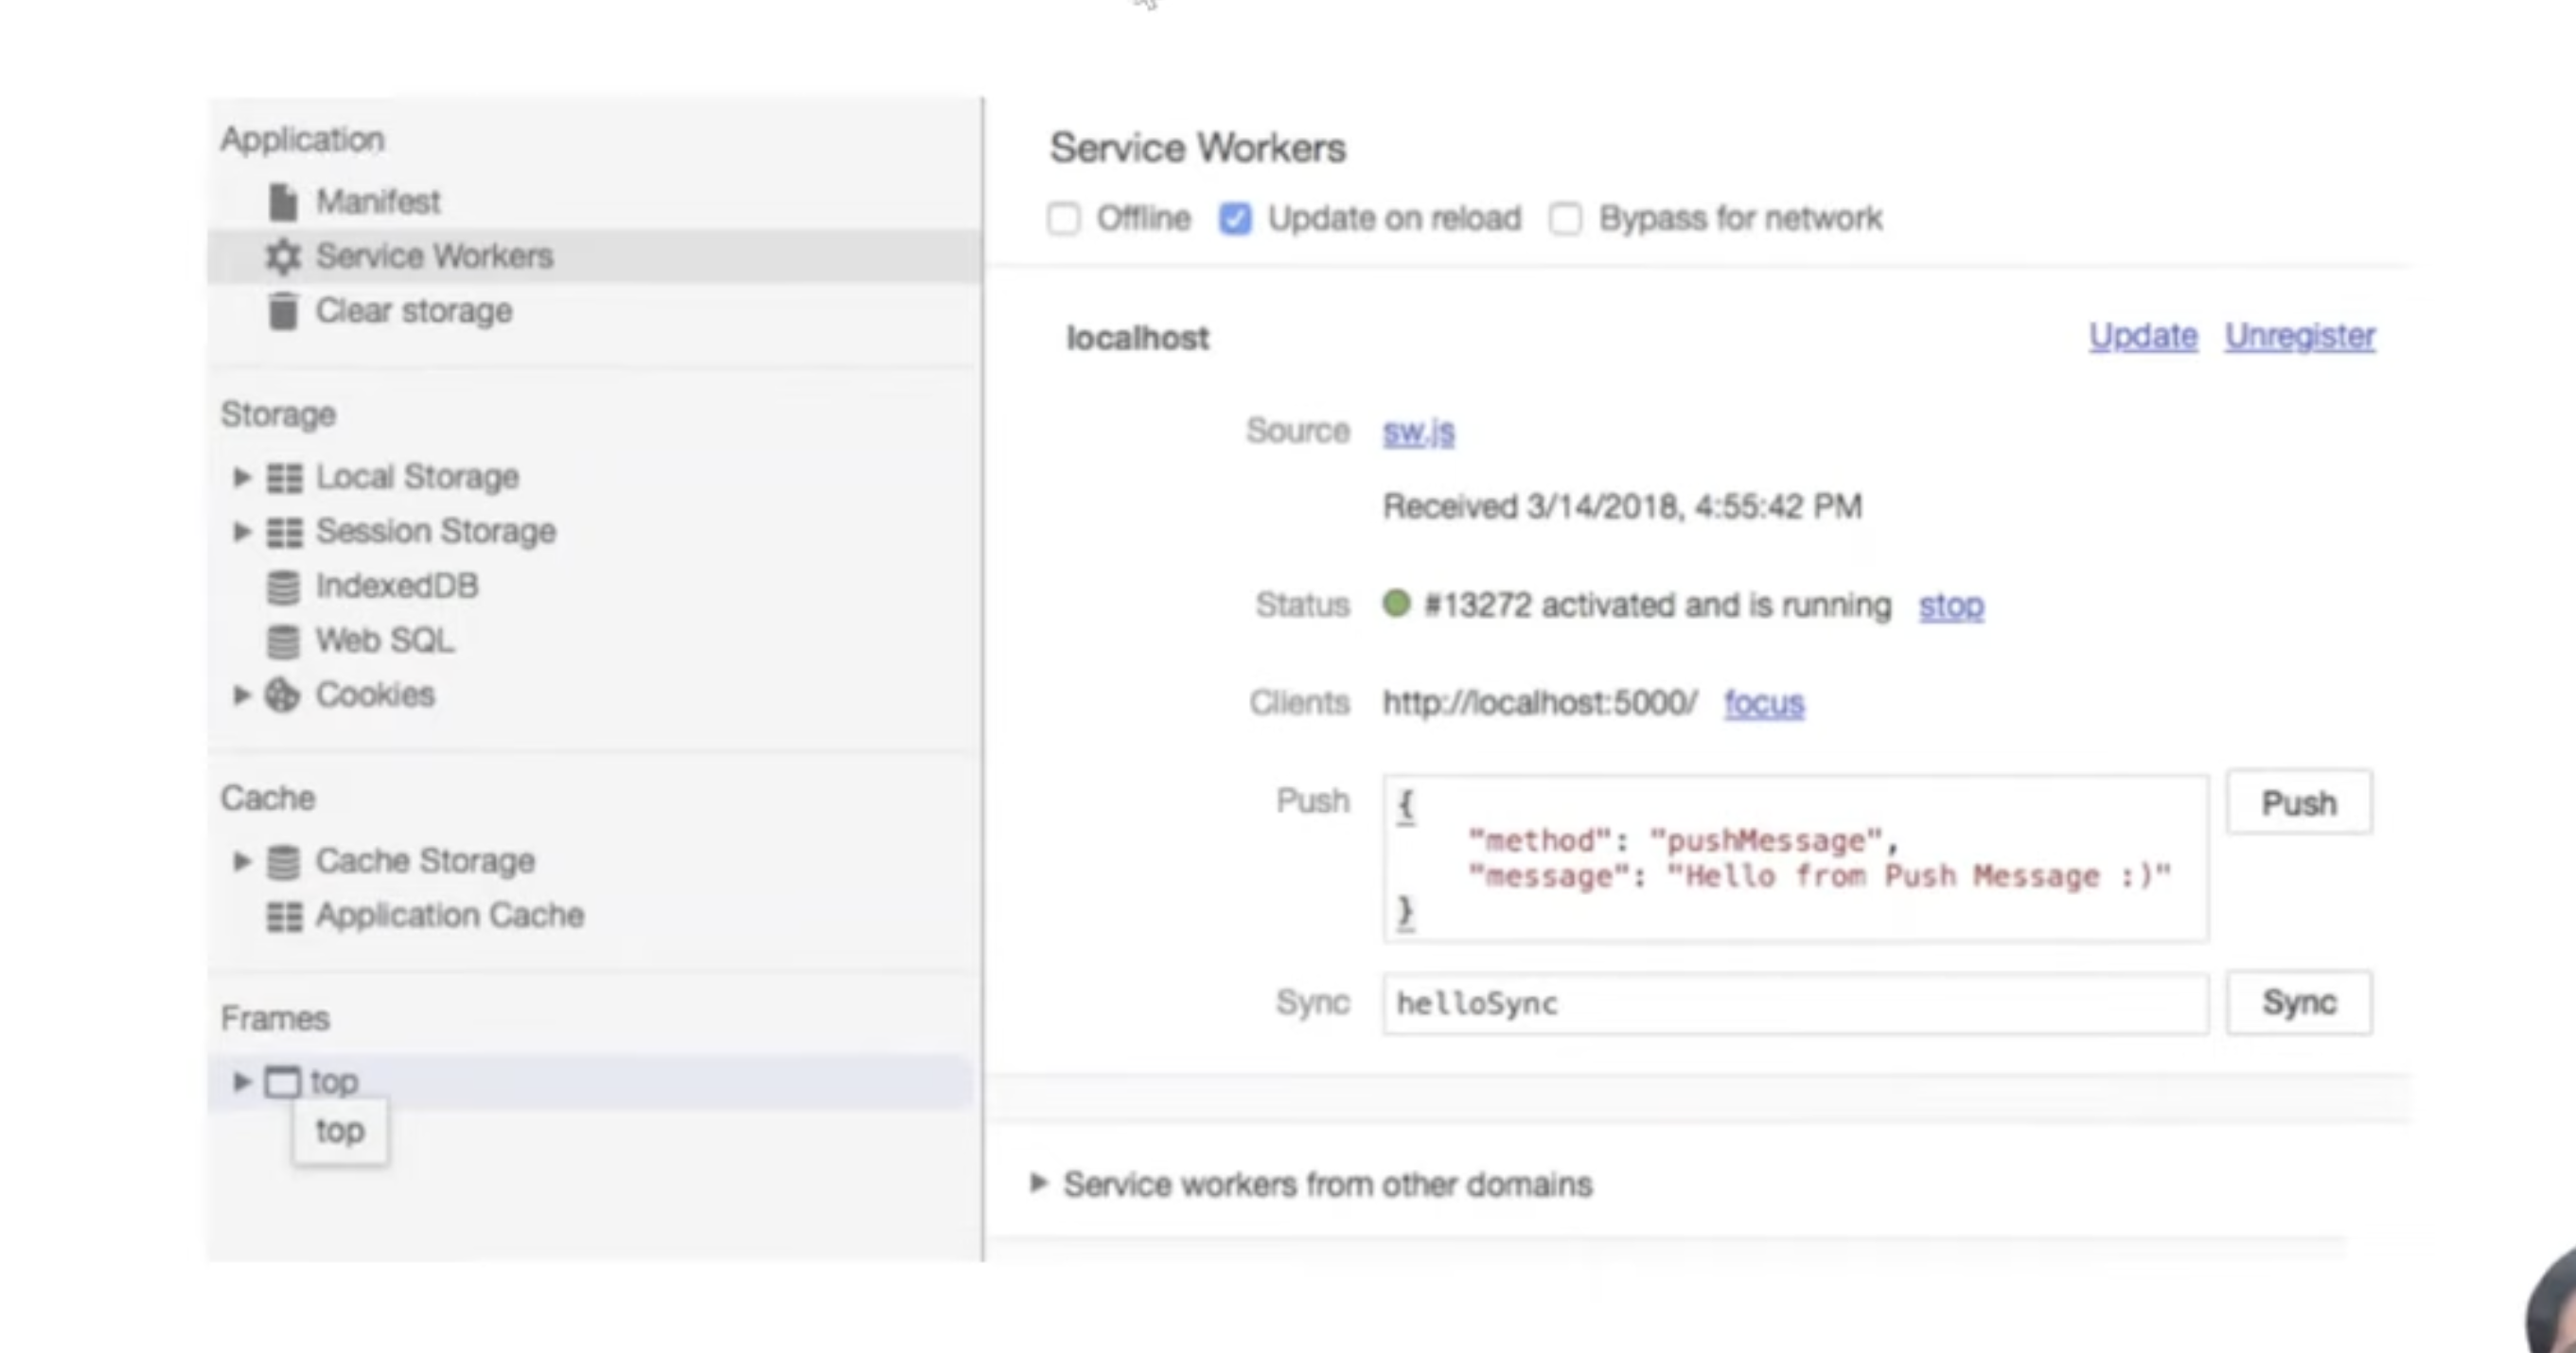 Application
Manifest
Service Workers
Clear storage
Storage
Local Storage
Session Storage
IndexedDB
Web SQL
Cookies
Cache
Cache Storage
Application Cache
Frames
top
top
Service Workers
Offline Update on reload Bypass for network
localhost Update Unregister
Source sw.js
Received 3/14/2018, 4:55:42 PM
Status #13272 activated and is running stop
Clients http://localhost:5000/ focus
Push { Push
"method": "pushMessage",
"message": "Hello from Push Message :)"
}
Sync helloSync Sync
Service workers from other domains